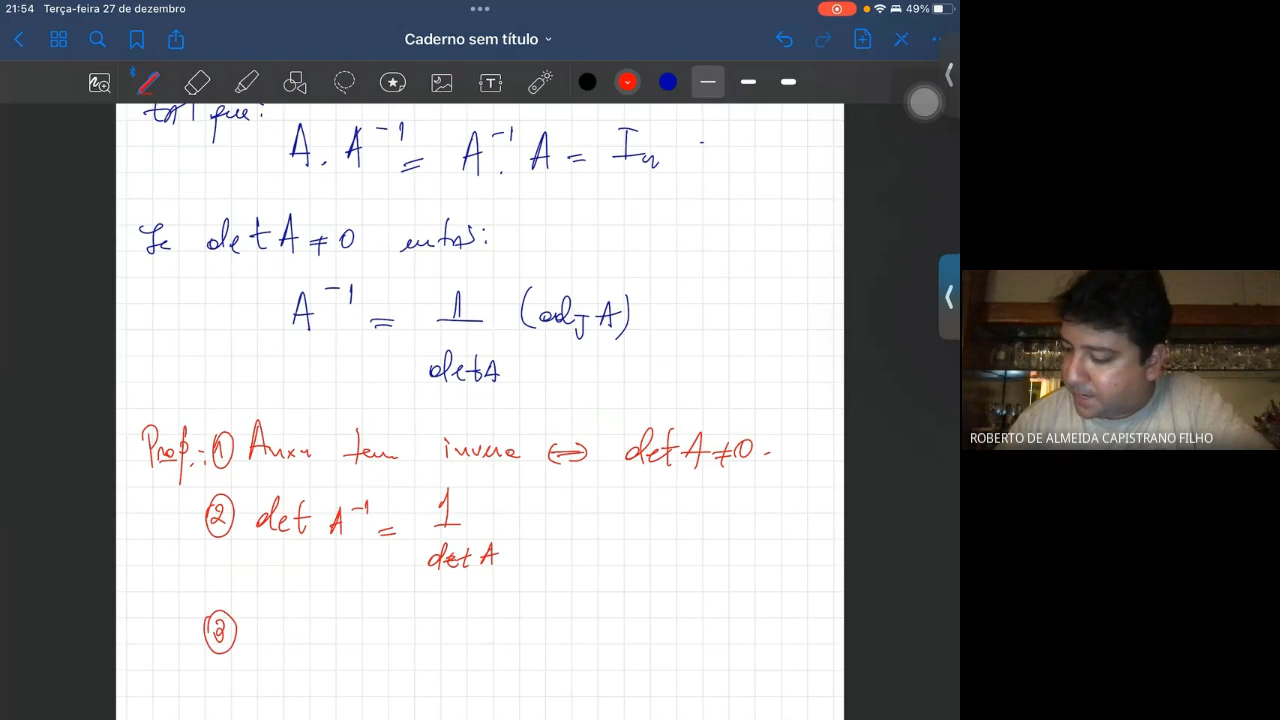 21:54 Terça-feira 27 de dezembro
49%
Caderno sem título
tal que:
A . A⁻¹ = A⁻¹ . A = Iₙ
Se det A ≠ 0 então:
A⁻¹ = 1/det A (adj A)
Prop.: ① Anxn tem inversa ⇔ det A ≠ 0.
② det A⁻¹ = 1/det A
③
ROBERTO DE ALMEIDA CAPISTRANO FILHO